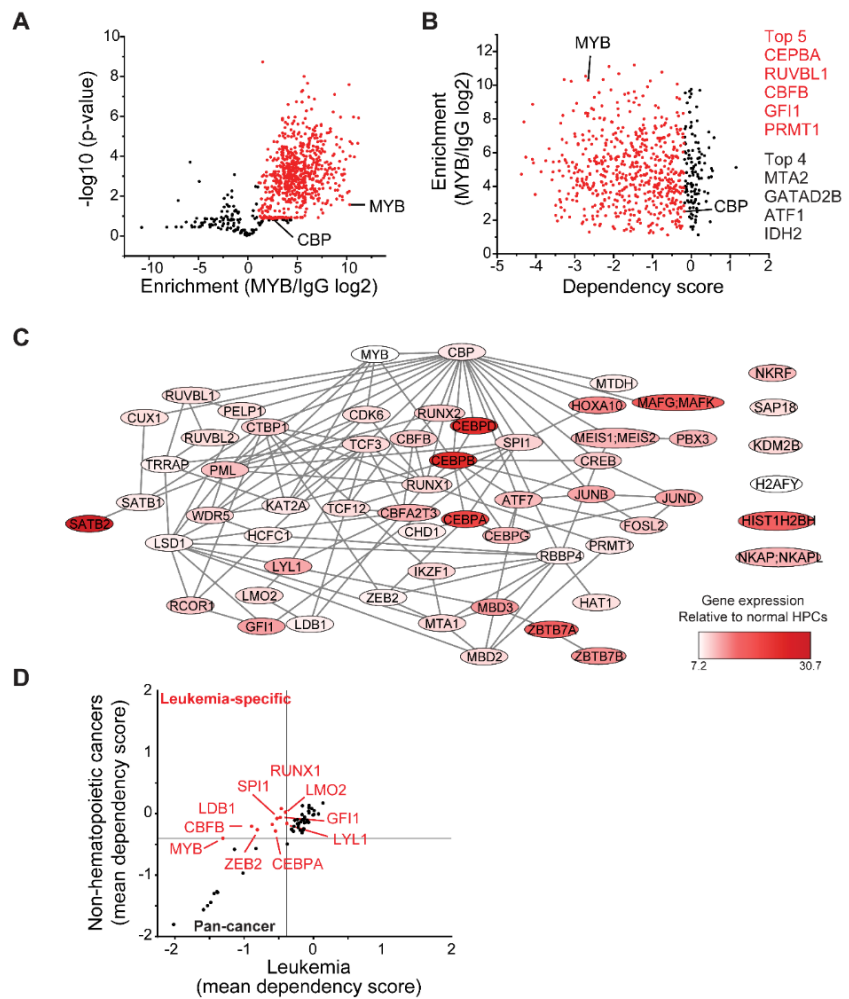 A
-log10 (p-value)
10
8
6
4
2
0
-10
-5
0
5
10
MYB
CBP
Enrichment (MYB/IgG log2)
B
Enrichment
(MYB/IgG log2)
12
10
8
6
4
2
0
-5
-4
-3
-2
-1
0
1
2
MYB
CBP
Dependency score
Top 5
CEPBA
RUVBL1
CBFB
GFI1
PRMT1
Top 4
MTA2
GATAD2B
ATF1
IDH2
C
MYB
CBP
MTDH
NKRF
RUVBL1
CUX1
PELP1
CTBP1
CDK6
RUNX2
CEBPD
HOXA10
MAFG;MAFK
SAP18
RUVBL2
TCF3
CBFB
SPI1
MEIS1;MEIS2
PBX3
KDM2B
TRRAP
PML
CEBPB
CREB
RUNX1
H2AFY
SATB1
KAT2A
ATF7
JUNB
JUND
SATB2
WDR5
TCF12
CBFA2T3
CEBPA
FOSL2
HIST1H2BH
LSD1
HCFC1
CHD1
CEBPG
PRMT1
RBBP4
NKAP;NKAPL
LYL1
IKZF1
RCOR1
LMO2
ZEB2
MBD3
HAT1
GFI1
LDB1
MTA1
ZBTB7A
MBD2
ZBTB7B
Gene expression
Relative to normal HPCs
7.2
30.7
D
Non-hematopoietic cancers
(mean dependency score)
2
1
0
-1
-2
-2
-1
0
1
2
Leukemia-specific
RUNX1
SPI1
LMO2
LDB1
GFI1
CBFB
LYL1
MYB
ZEB2
CEBPA
Pan-cancer
Leukemia
(mean dependency score)